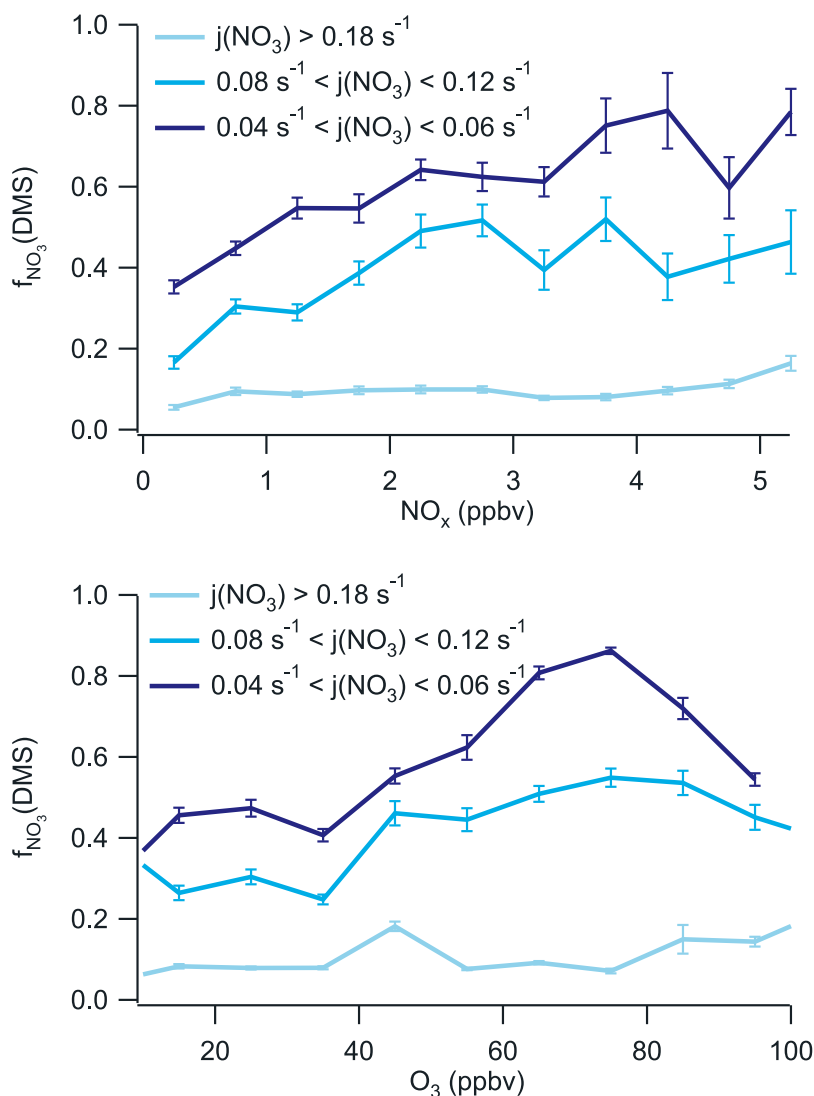 1.0
0.8
0.6
0.4
0.2
0.0
f_NO₃(DMS)
j(NO₃) > 0.18 s⁻¹
0.08 s⁻¹ < j(NO₃) < 0.12 s⁻¹
0.04 s⁻¹ < j(NO₃) < 0.06 s⁻¹
0 1 2 3 4 5
NOₓ (ppbv)
1.0
0.8
0.6
0.4
0.2
0.0
f_NO₃(DMS)
j(NO₃) > 0.18 s⁻¹
0.08 s⁻¹ < j(NO₃) < 0.12 s⁻¹
0.04 s⁻¹ < j(NO₃) < 0.06 s⁻¹
20 40 60 80 100
O₃ (ppbv)